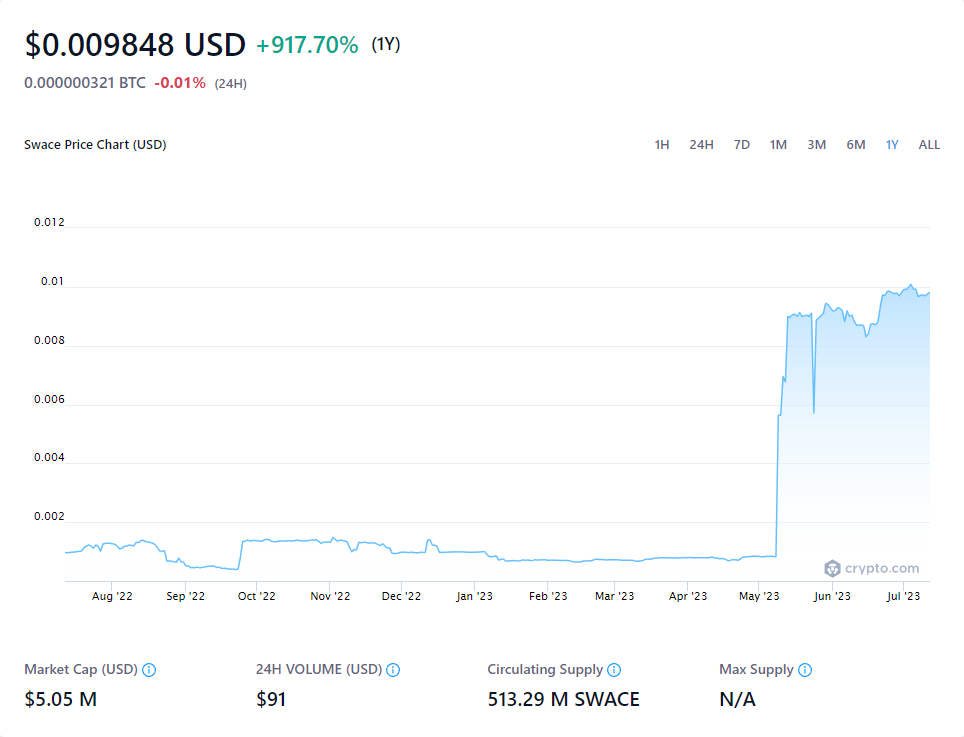 $0.009848 USD +917.70% (1Y)
0.000000321 BTC -0.01% (24H)
Swace Price Chart (USD) 1H 24H 7D 1M 3M 6M 1Y ALL
0.012
0.01
0.008
0.006
0.004
0.002
crypto.com
Aug '22 Sep '22 Oct '22 Nov '22 Dec '22 Jan '23 Feb '23 Mar '23 Apr '23 May '23 Jun '23 Jul '23
Market Cap (USD) 24H VOLUME (USD) Circulating Supply Max Supply
$5.05 M $91 513.29 M SWACE N/A